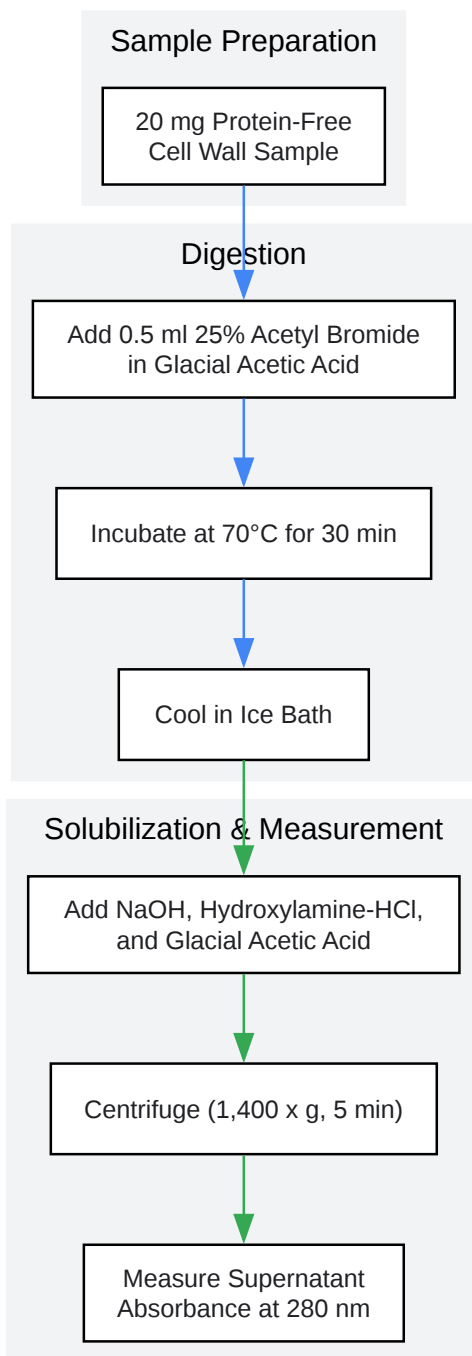 Sample Preparation
20 mg Protein-Free
Cell Wall Sample
Digestion
Add 0.5 ml 25% Acetyl Bromide
in Glacial Acetic Acid
Incubate at 70°C for 30 min
Cool in Ice Bath
Solubilization & Measurement
Add NaOH, Hydroxylamine-HCl,
and Glacial Acetic Acid
Centrifuge (1,400 x g, 5 min)
Measure Supernatant
Absorbance at 280 nm